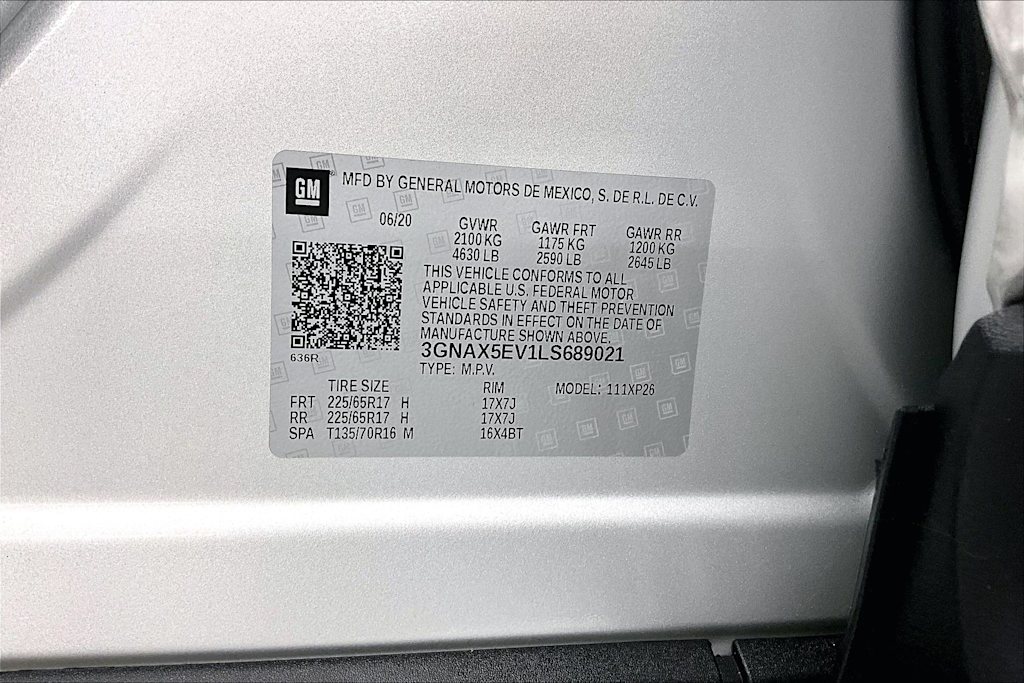 GM ® MFD BY GENERAL MOTORS DE MEXICO, S. DE R.L. DE C.V.
06/20 GVWR GAWR FRT GAWR RR
2100 KG 1175 KG 1200 KG
4630 LB 2590 LB 2645 LB
THIS VEHICLE CONFORMS TO ALL
APPLICABLE U.S. FEDERAL MOTOR
VEHICLE SAFETY AND THEFT PREVENTION
STANDARDS IN EFFECT ON THE DATE OF
MANUFACTURE SHOWN ABOVE.
636R
3GNAX5EV1LS689021
TYPE: M.P.V.
TIRE SIZE RIM MODEL: 111XP26
FRT 225/65R17 H 17X7J
RR 225/65R17 H 17X7J
SPA T135/70R16 M 16X4BT